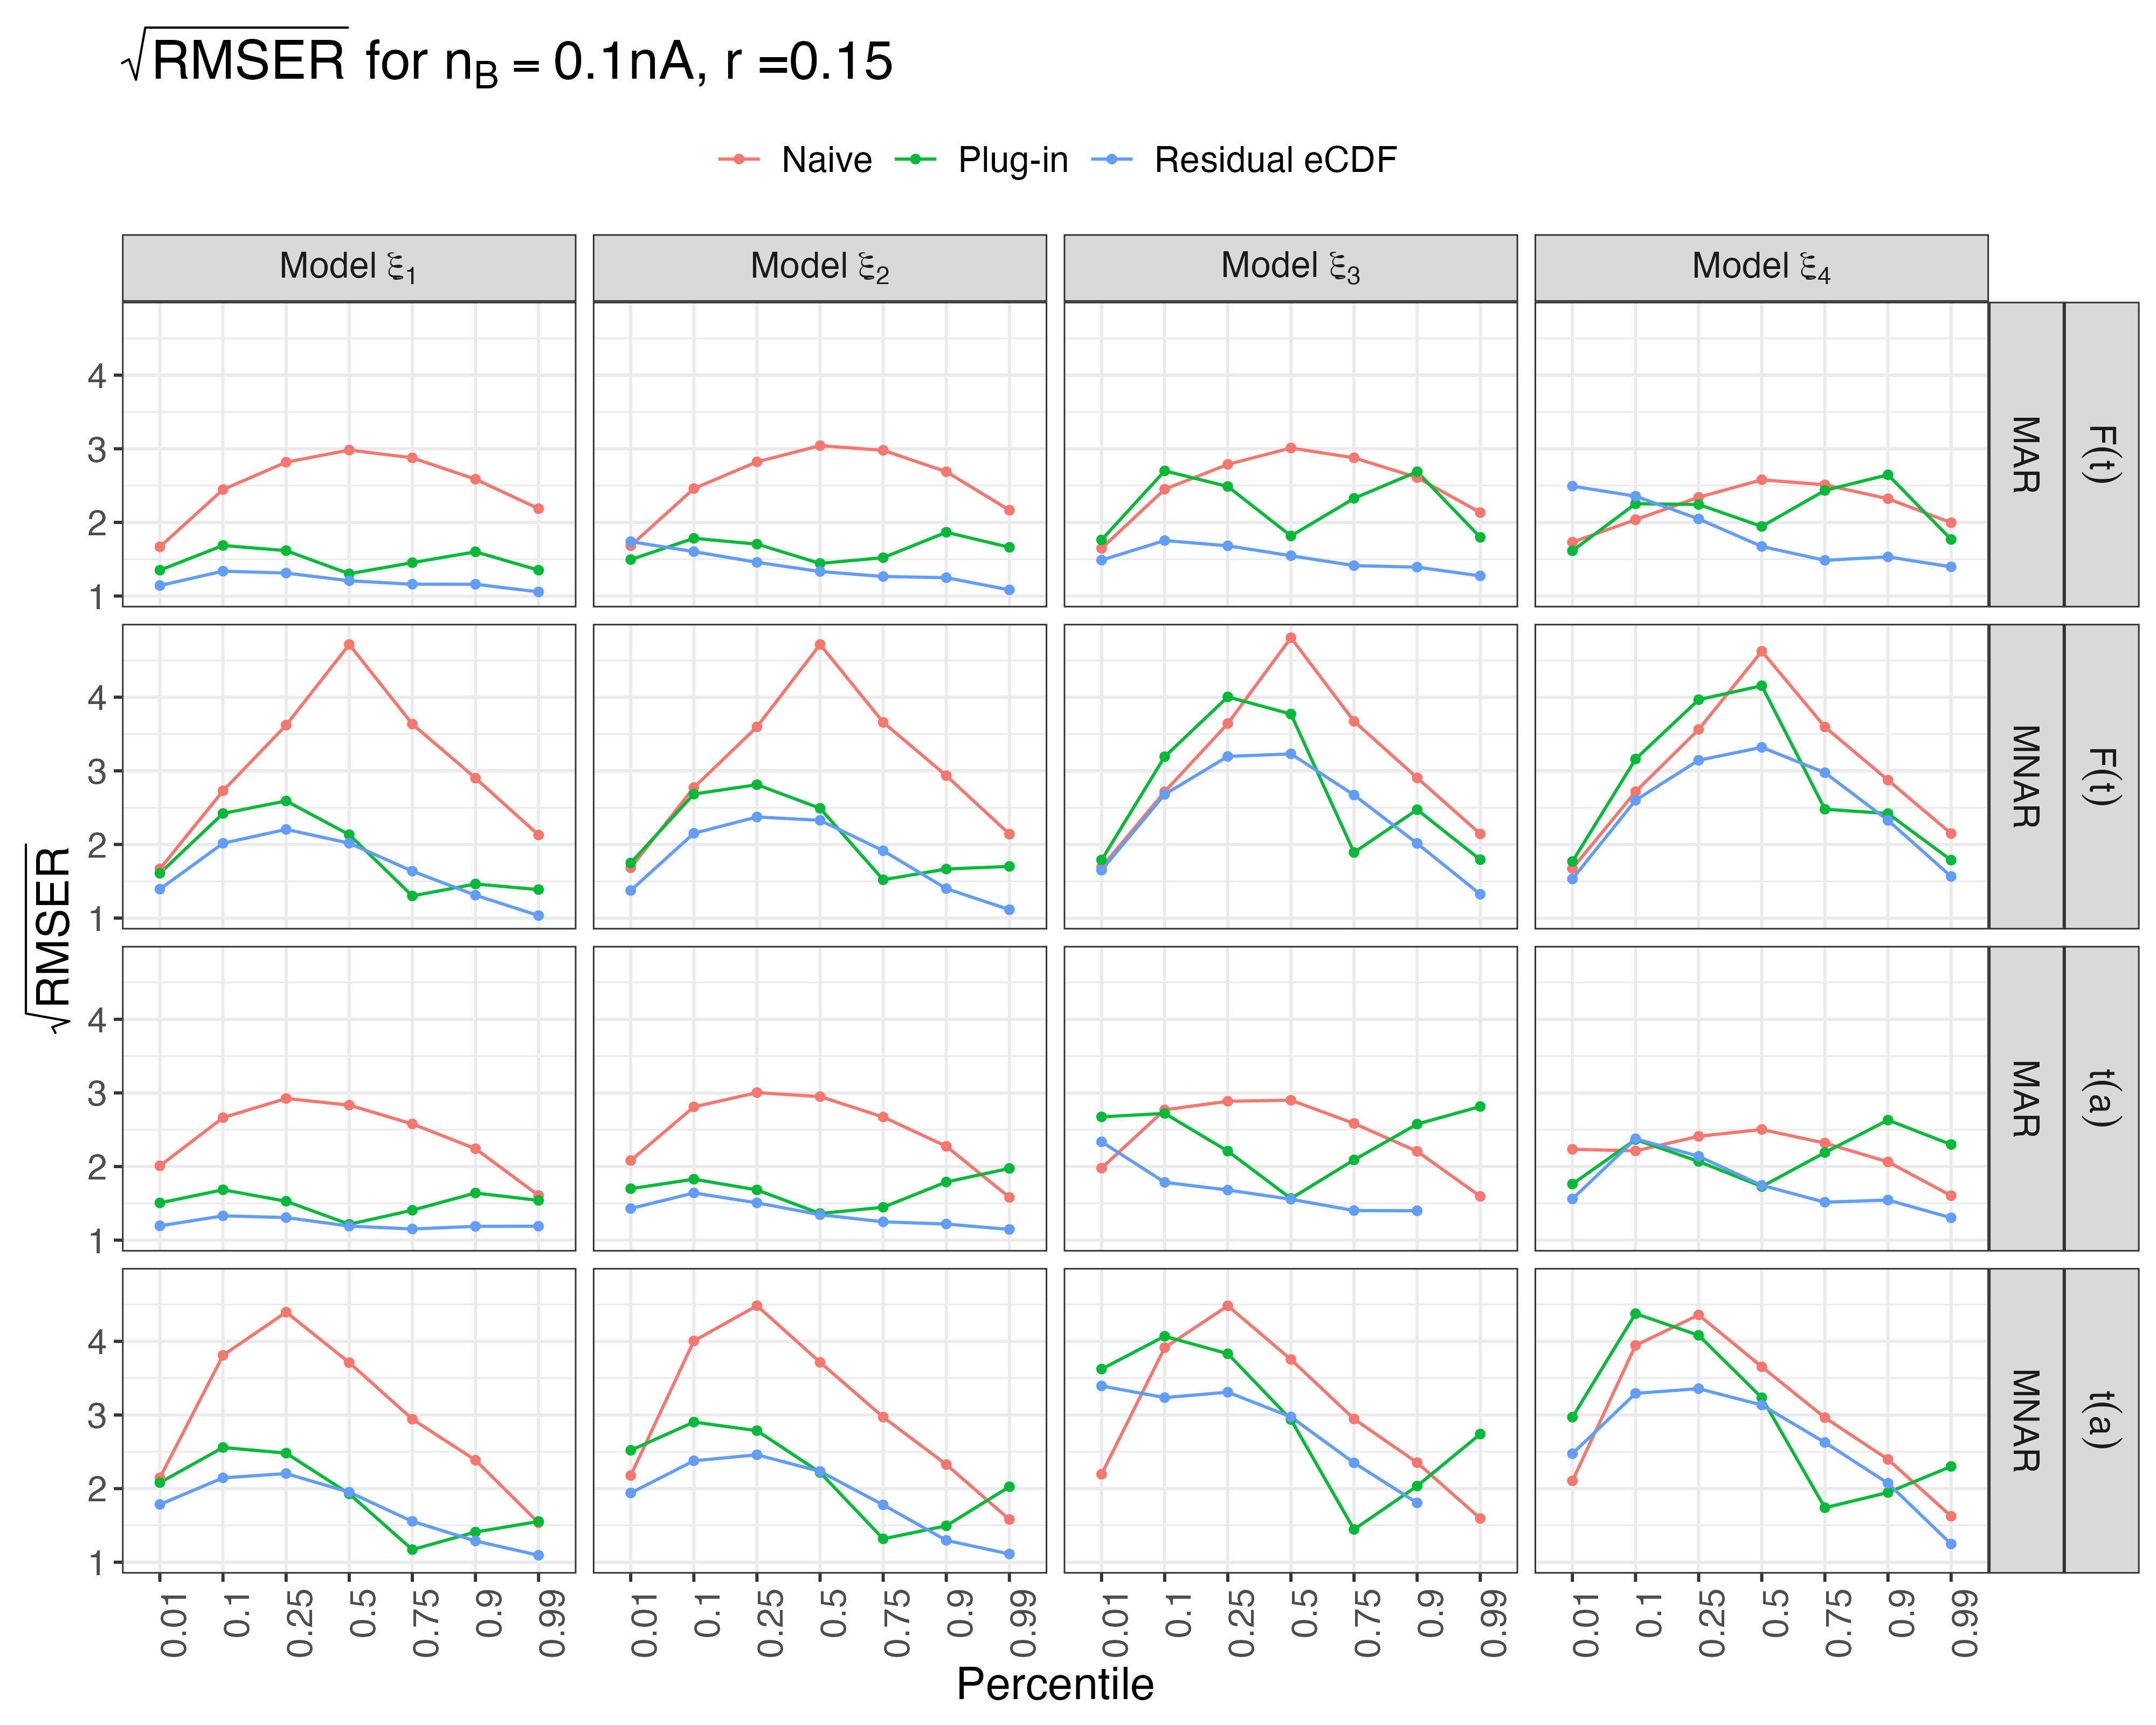 √RMSER for nB = 0.1nA, r =0.15
Naive Plug-in Residual eCDF
Model ξ1 Model ξ2 Model ξ3 Model ξ4
4
3
2
1
MAR
F(t)
4
3
2
1
MNAR
F(t)
4
3
2
1
MAR
t(a)
4
3
2
1
MNAR
t(a)
√RMSER
0.01 0.1 0.25 0.5 0.75 0.9 0.99 0.01 0.1 0.25 0.5 0.75 0.9 0.99 0.01 0.1 0.25 0.5 0.75 0.9 0.99 0.01 0.1 0.25 0.5 0.75 0.9 0.99
Percentile